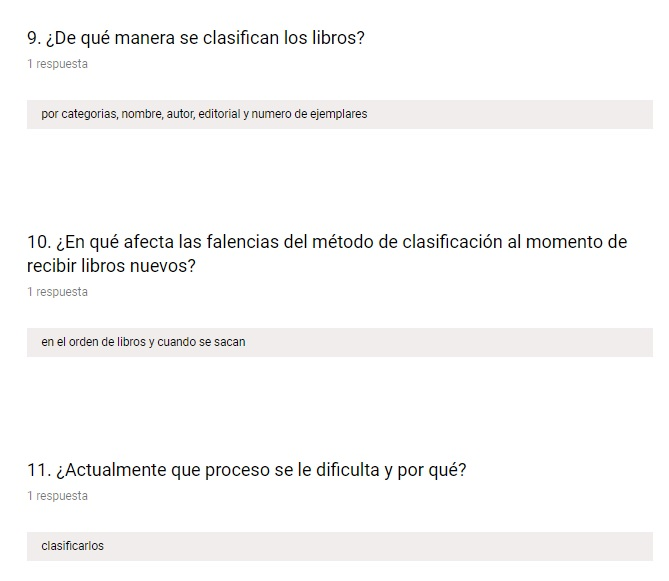 9. ¿De qué manera se clasifican los libros?
1 respuesta
por categorias, nombre, autor, editorial y numero de ejemplares
10. ¿En qué afecta las falencias del método de clasificación al momento de
recibir libros nuevos?
1 respuesta
en el orden de libros y cuando se sacan
11. ¿Actualmente que proceso se le dificulta y por qué?
1 respuesta
clasificarlos